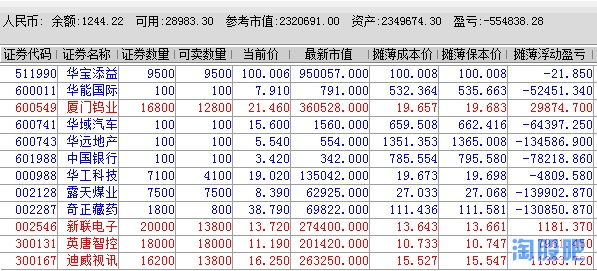 人民币: 余额:1244.22 可用:28983.30 参考市值:2320691.00 资产:2349674.30 盈亏:-554838.28
证券代码 证券名称 证券数量 可卖数量 当前价 最新市值 摊薄成本价 摊薄保本价 摊薄浮动盈亏
511990 华宝添益 9500 9500 100.006 950057.000 100.008 100.008 -21.850
600011 华能国际 100 100 7.910 791.000 532.364 535.663 -52451.340
600549 厦门钨业 16800 12800 21.460 360528.000 19.657 19.683 29874.700
600741 华域汽车 100 100 15.600 1560.000 659.508 662.416 -64397.250
600743 华远地产 100 100 5.540 554.000 1351.353 1365.008 -134586.900
601988 中国银行 100 100 3.420 342.000 785.554 795.580 -78218.860
000988 华工科技 7100 4100 19.020 135042.000 19.673 19.698 -4809.580
002128 露天煤业 7500 7500 8.390 62925.000 27.033 27.068 -139902.870
002287 奇正藏药 1800 800 38.790 69822.000 111.436 111.581 -130850.870
002546 新联电子 20000 13800 13.720 274400.000 13.643 13.661 1181.370
300131 英唐智控 18000 18000 11.190 201420.000 10.733 10.747
300167 迪威视讯 16200 13800 16.250 263250.000 15.527 15.547 11383.720
淘股吧